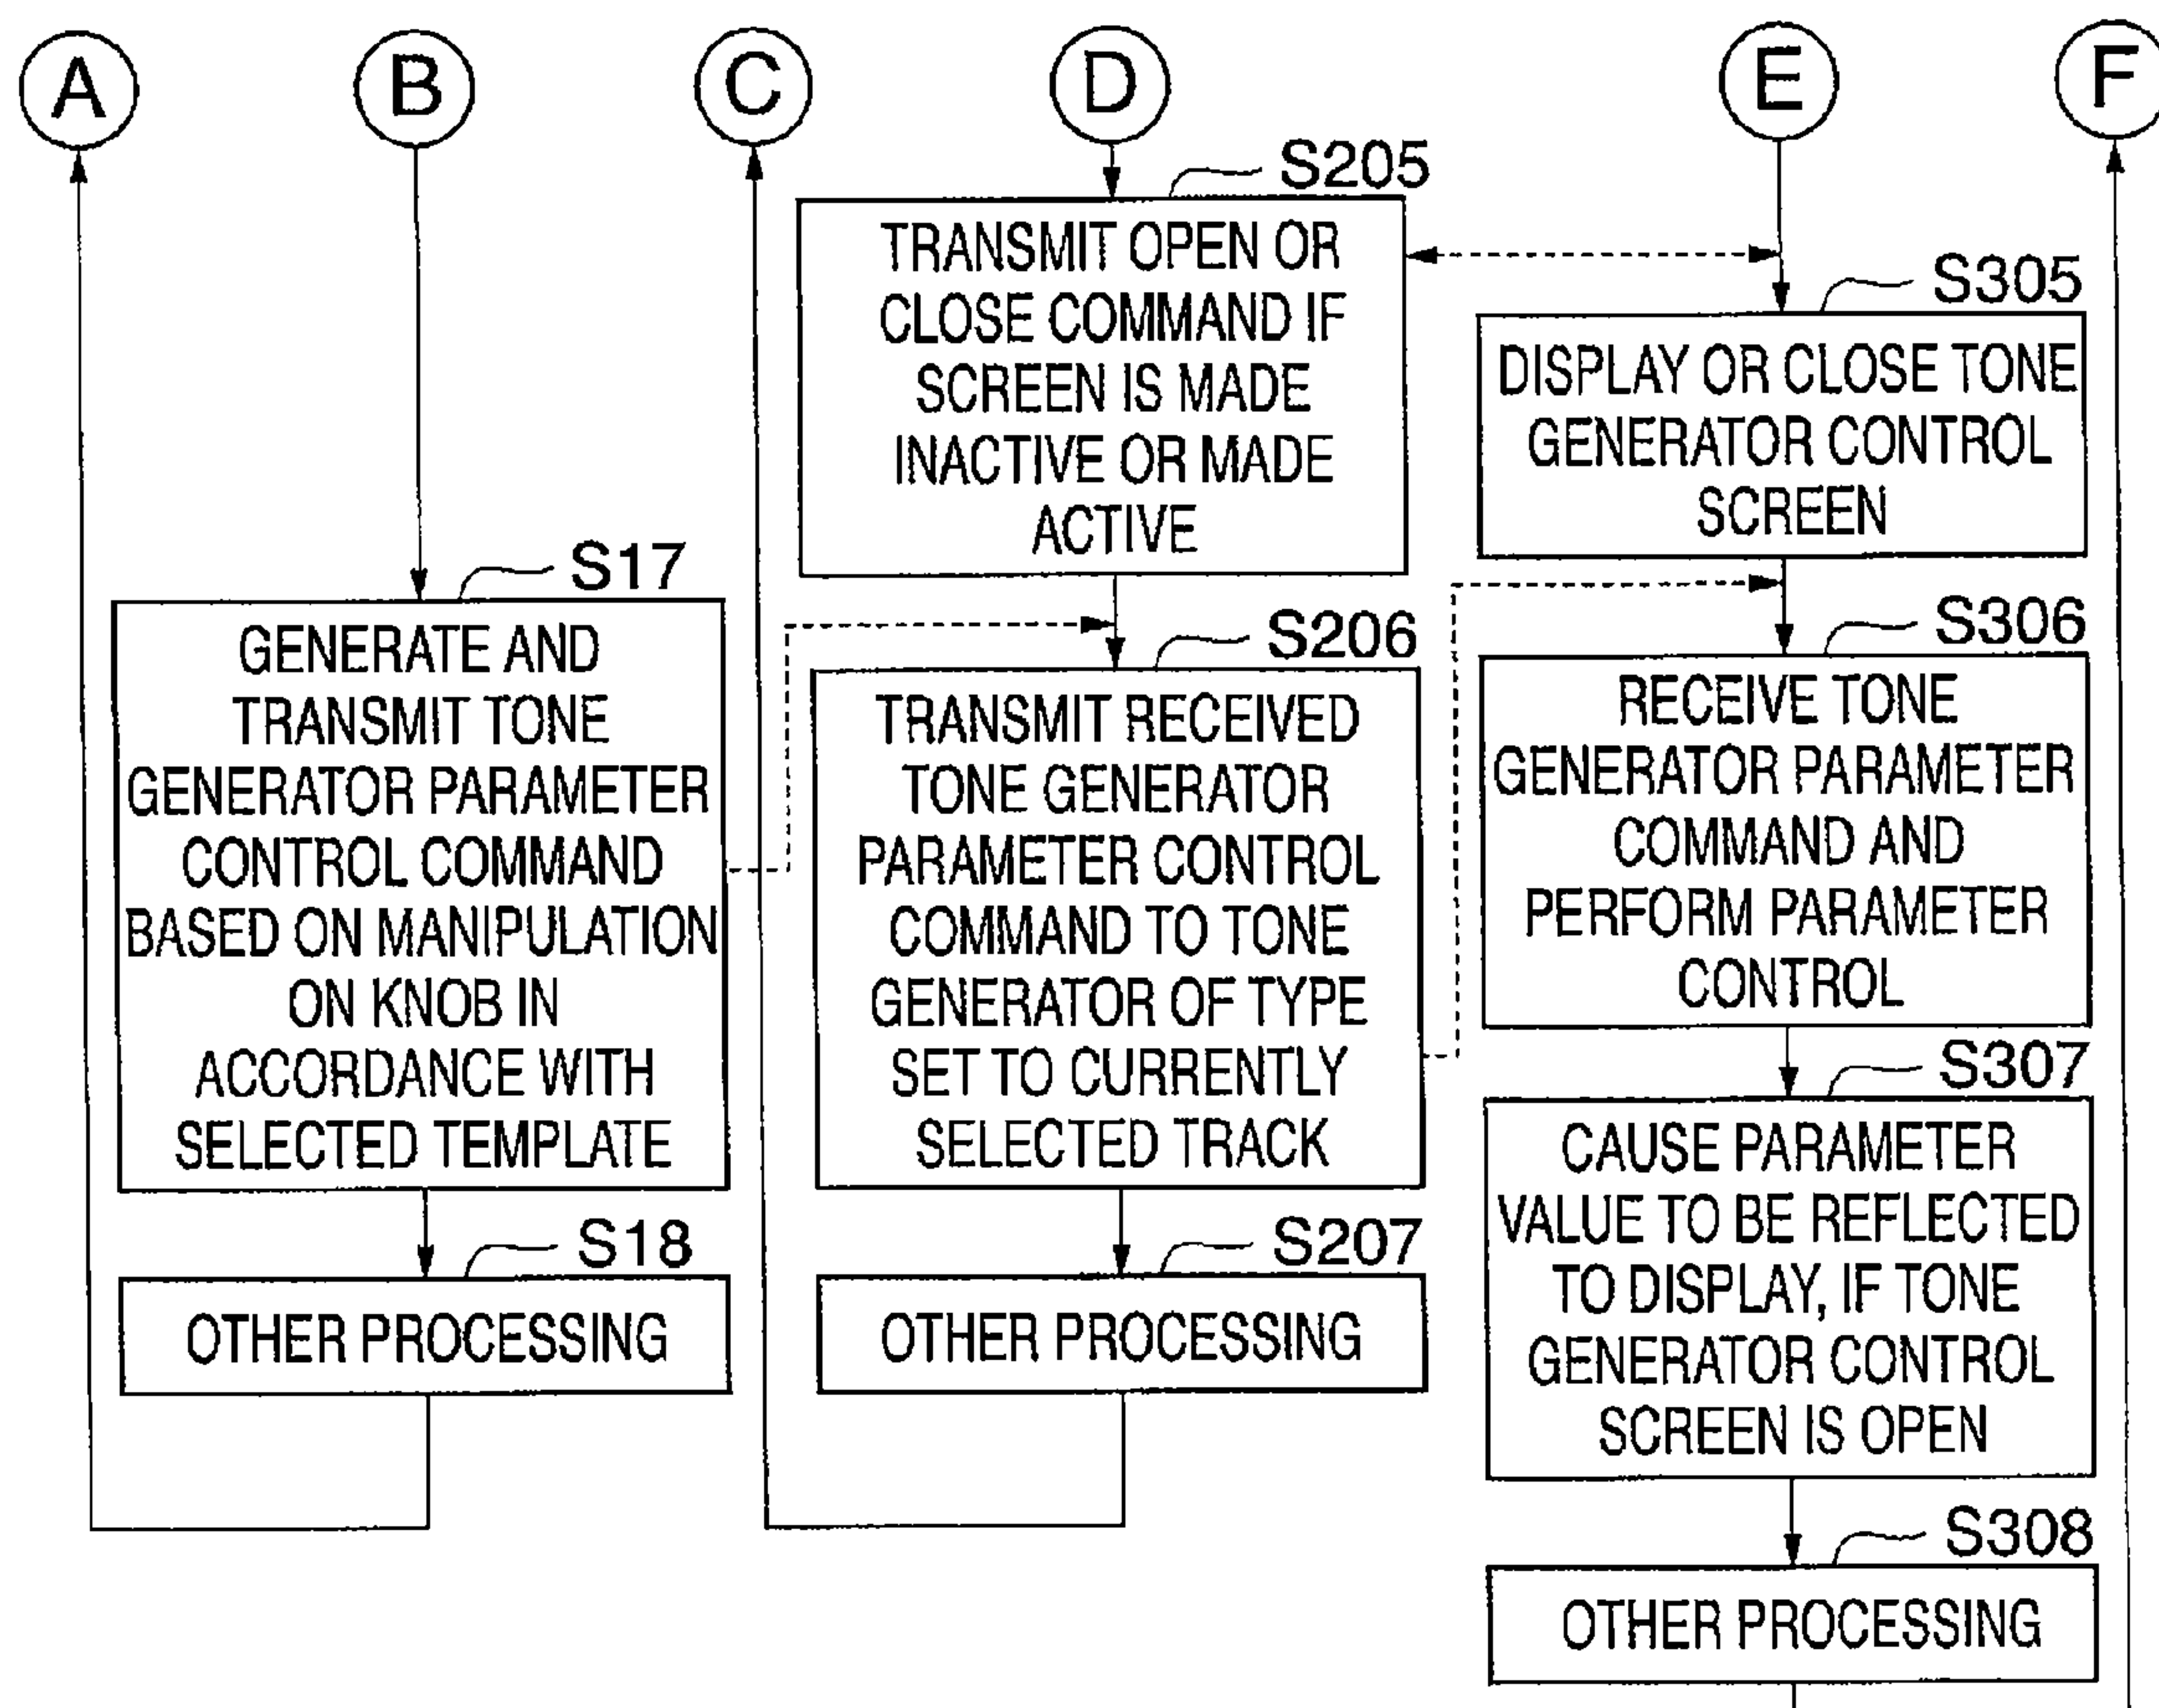 A
B
C
D
E
F
S205
TRANSMIT OPEN OR
CLOSE COMMAND IF
SCREEN IS MADE
INACTIVE OR MADE
ACTIVE
S305
DISPLAY OR CLOSE TONE
GENERATOR CONTROL
SCREEN
S17
GENERATE AND
TRANSMIT TONE
GENERATOR PARAMETER
CONTROL COMMAND
BASED ON MANIPULATION
ON KNOB IN
ACCORDANCE WITH
SELECTED TEMPLATE
S206
TRANSMIT RECEIVED
TONE GENERATOR
PARAMETER CONTROL
COMMAND TO TONE
GENERATOR OF TYPE
SET TO CURRENTLY
SELECTED TRACK
S306
RECEIVE TONE
GENERATOR PARAMETER
COMMAND AND
PERFORM PARAMETER
CONTROL
S307
CAUSE PARAMETER
VALUE TO BE REFLECTED
TO DISPLAY, IF TONE
GENERATOR CONTROL
SCREEN IS OPEN
S18
OTHER PROCESSING
S207
OTHER PROCESSING
S308
OTHER PROCESSING